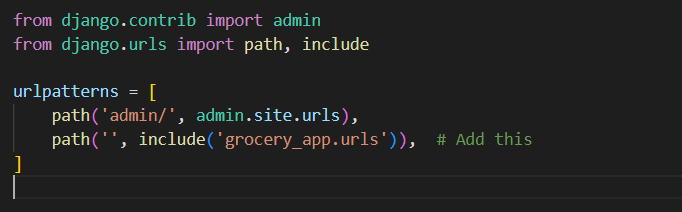 from django.contrib import admin
from django.urls import path, include
urlpatterns = [
path('admin/', admin.site.urls),
path('', include('grocery_app.urls')),  # Add this
]